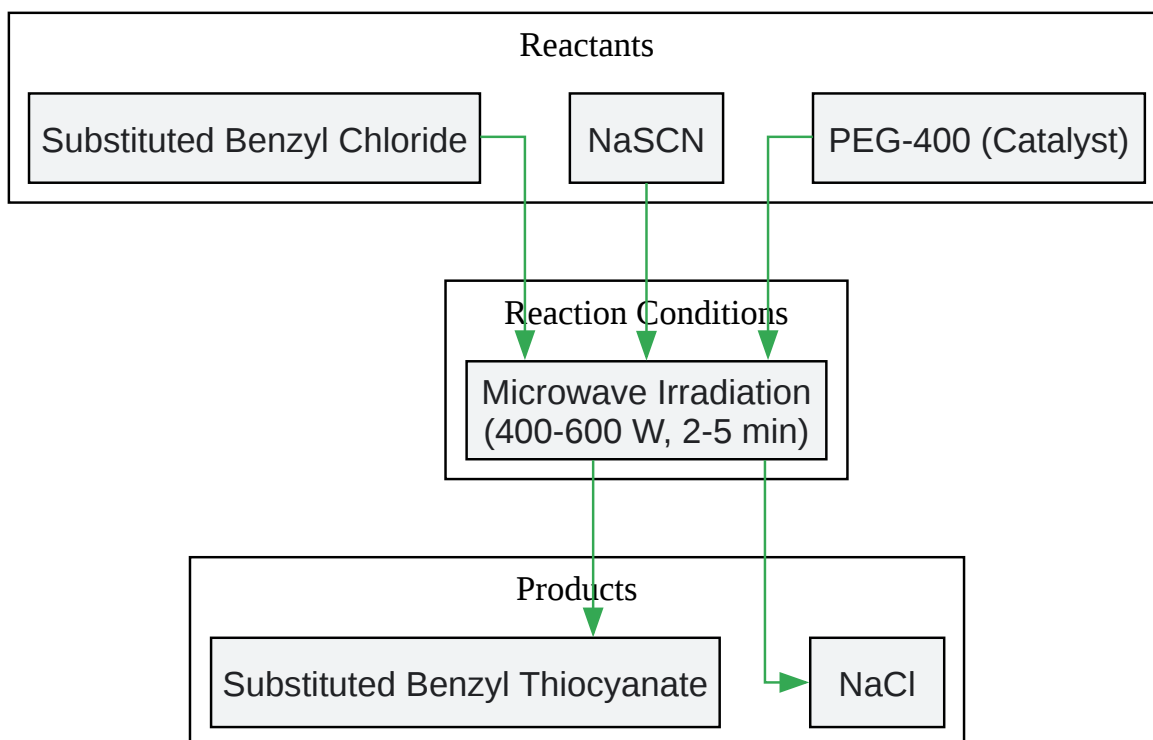 Reactants
Substituted Benzyl Chloride
NaSCN
PEG-400 (Catalyst)
Reaction Conditions
Microwave Irradiation
(400-600 W, 2-5 min)
Products
Substituted Benzyl Thiocyanate
NaCl